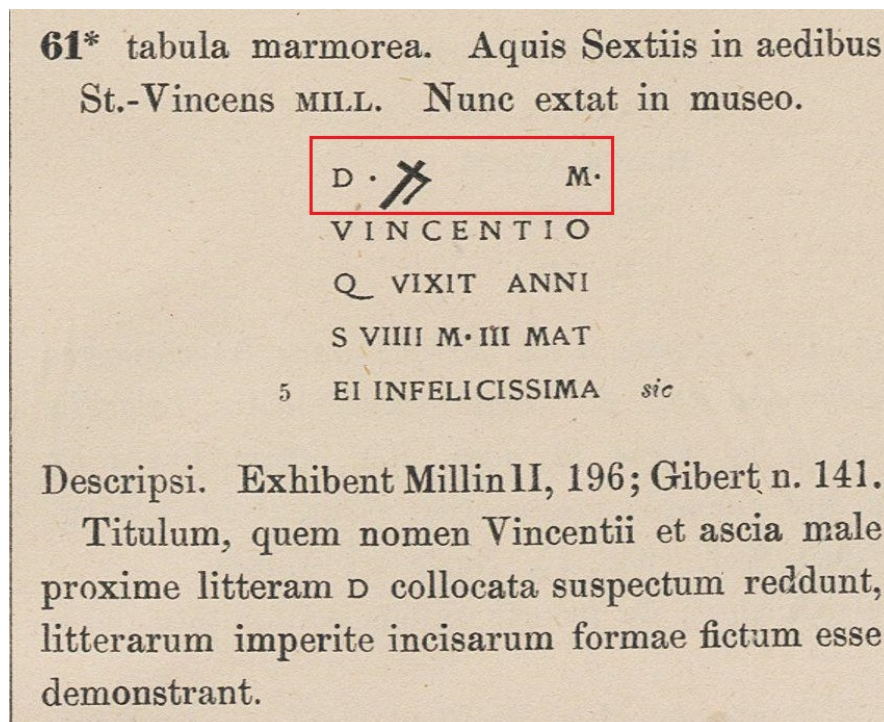 61* tabula marmorea. Aquis Sextiis in aedibus
St.-Vincens MILL. Nunc extat in museo.
D · M·
VINCENTIO
Q VIXIT ANNI
S VIIII M·III MAT
5 EI INFELICISSIMA sic
Descripsi. Exhibent Millin II, 196; Gibert n. 141.
Titulum, quem nomen Vincentii et ascia male
proxime litteram D collocata suspectum reddunt,
litterarum imperite incisarum formae fictum esse
demonstrant.